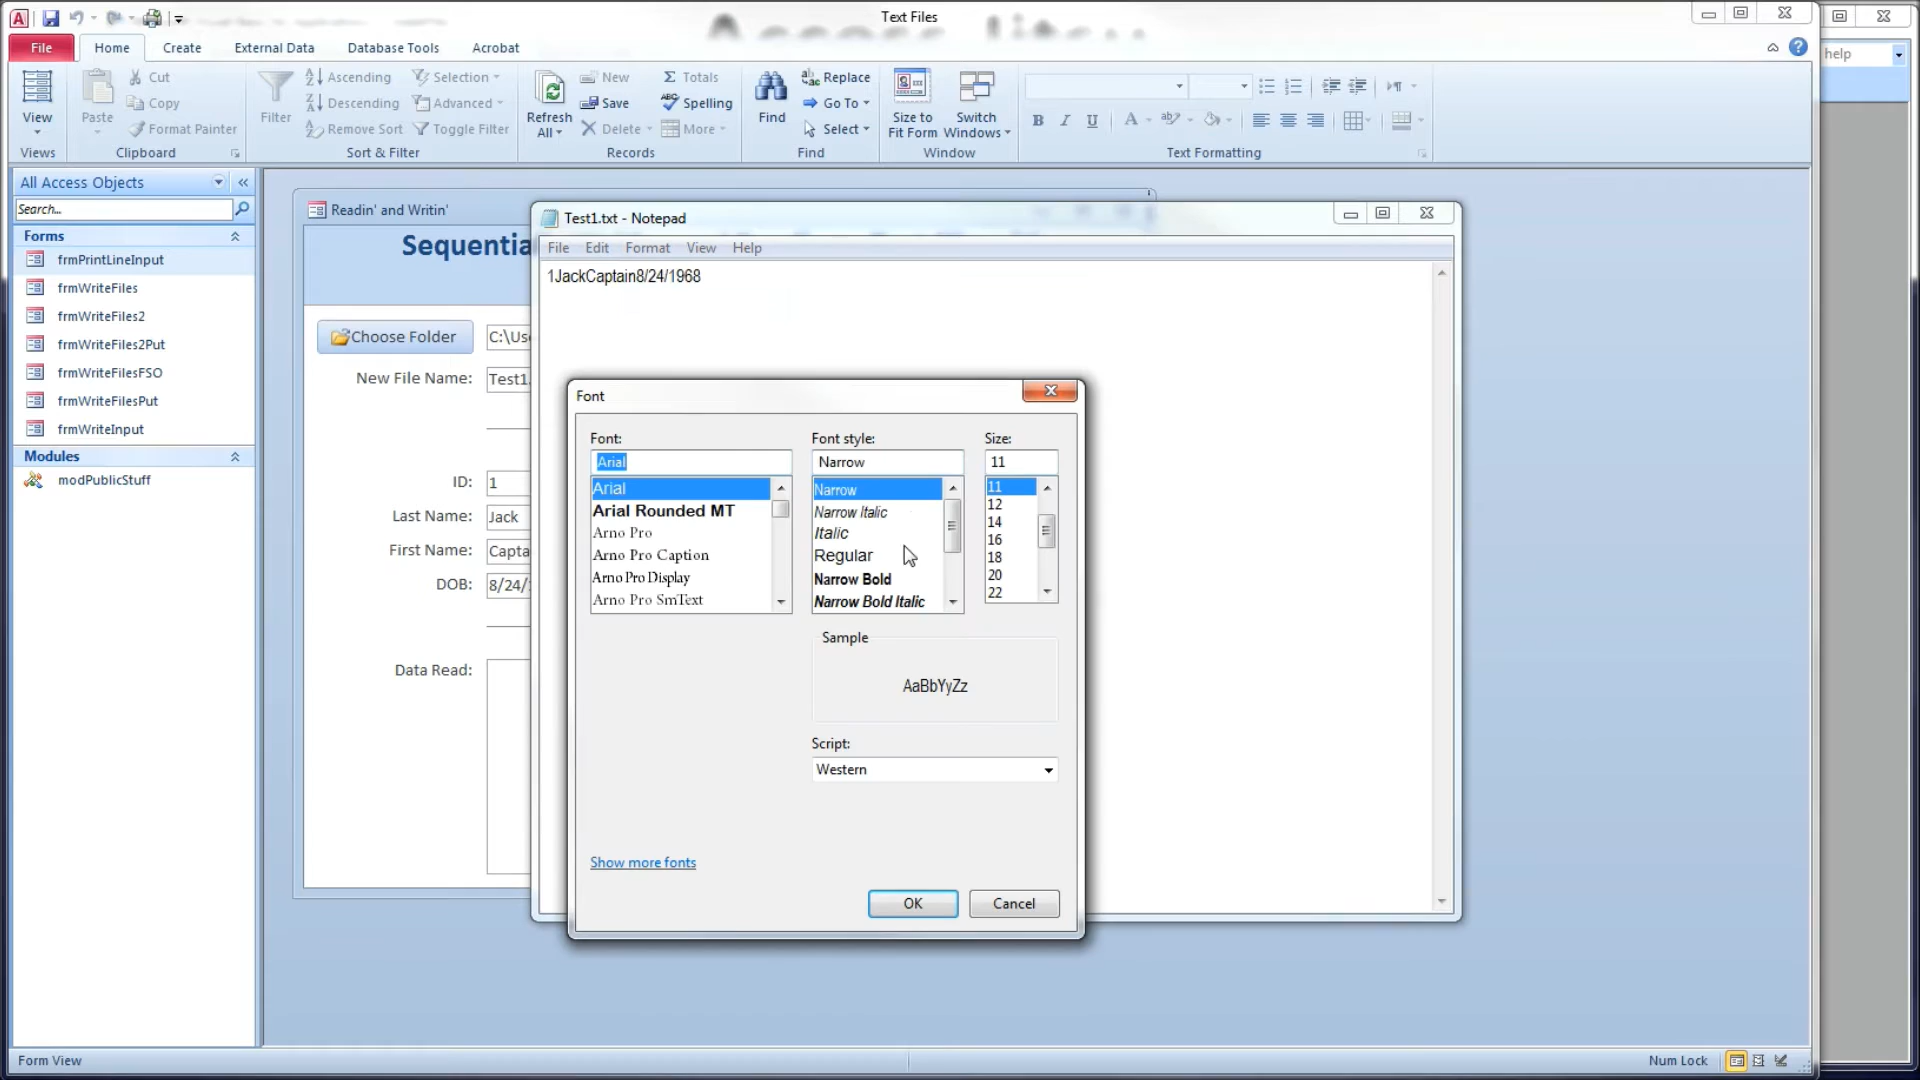 Text Files
File Home Create External Data Database Tools Acrobat
help
View
Views
Paste
Cut
Copy
Format Painter
Clipboard
Filter
Ascending
Descending
Remove Sort
Selection
Advanced
Toggle Filter
Sort & Filter
Refresh All
New
Save
Delete
Totals
Spelling
More
Records
Find
Replace
Go To
Select
Find
Size to Fit Form
Switch Windows
Window
B I U
A
Text Formatting
All Access Objects
Search...
Forms
frmPrintLineInput
frmWriteFiles
frmWriteFiles2
frmWriteFiles2Put
frmWriteFilesFSO
frmWriteFilesPut
frmWriteInput
Modules
modPublicStuff
Readin' and Writin'
Choose Folder
New File Name: Test1.
ID: 1
Last Name: Jack
First Name:
DOB: 8/24/
Data Read:
Test1.txt - Notepad
File Edit Format View Help
1JackCaptain8/24/1968
Font
Font:
Arial
Arial
Arial Rounded MT
Arno Pro
Arno Pro Caption
Arno Pro Display
Arno Pro SmText
Font style:
Narrow
Narrow
Narrow Italic
Italic
Regular
Narrow Bold
Narrow Bold Italic
Size:
11
11
12
14
16
18
20
22
Sample
AaBbYyZz
Script:
Western
Show more fonts
OK Cancel
Form View
Num Lock